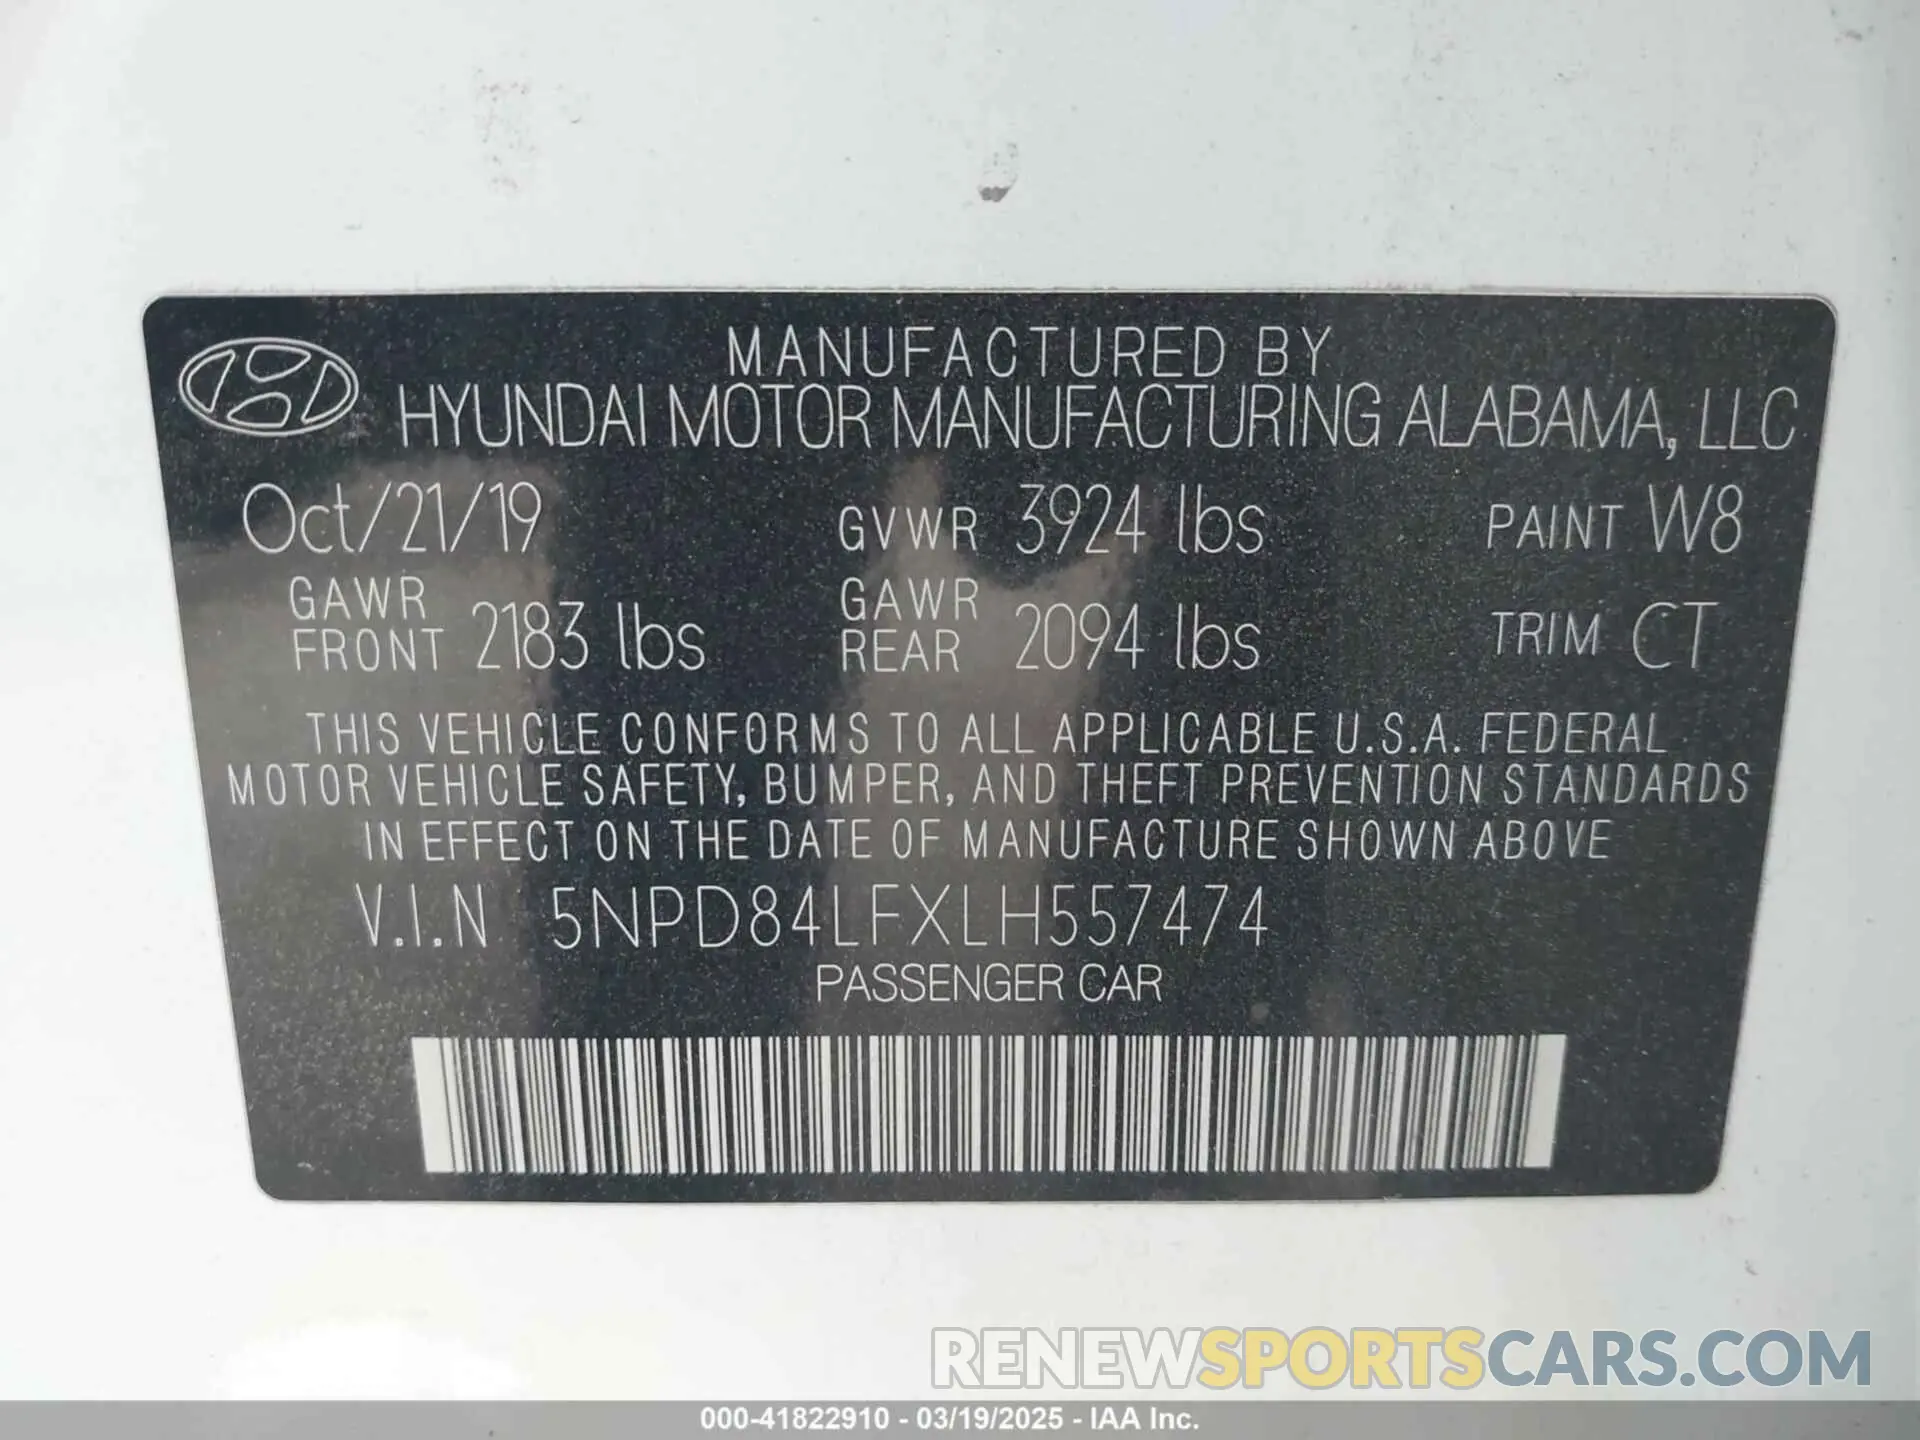 MANUFACTURED BY
HYUNDAI MOTOR MANUFACTURING ALABAMA, LLC
Oct/21/19 GVWR 3924 lbs PAINT W8
GAWR FRONT 2183 lbs GAWR REAR 2094 lbs TRIM CT
THIS VEHICLE CONFORMS TO ALL APPLICABLE U.S.A. FEDERAL
MOTOR VEHICLE SAFETY, BUMPER, AND THEFT PREVENTION STANDARDS
IN EFFECT ON THE DATE OF MANUFACTURE SHOWN ABOVE
V.I.N 5NPD84LFXLH557474
PASSENGER CAR
RENEWSPORTSCARS.COM
000-41822910 - 03/19/2025 - IAA Inc.